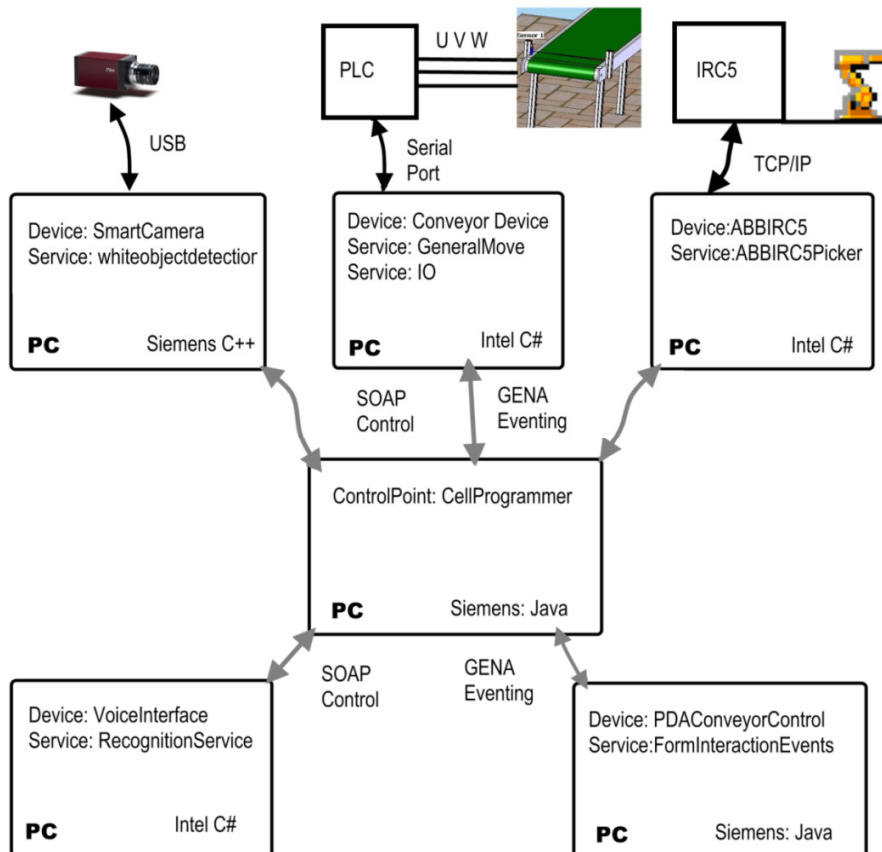 U V W
Sensor 1
PLC
IRC5
USB
Serial
Port
TCP/IP
Device: SmartCamera
Service: whiteobjectdetectior
PC
Siemens C++
Device: Conveyor Device
Service: GeneralMove
Service: IO
PC
Intel C#
Device:ABBIRC5
Service:ABBIRC5Picker
PC
Intel C#
SOAP
Control
GENA
Eventing
ControlPoint: CellProgrammer
PC
Siemens: Java
SOAP
Control
GENA
Eventing
Device: VoiceInterface
Service: RecognitionService
PC
Intel C#
Device: PDAConveyorControl
Service:FormInteractionEvents
PC
Siemens: Java